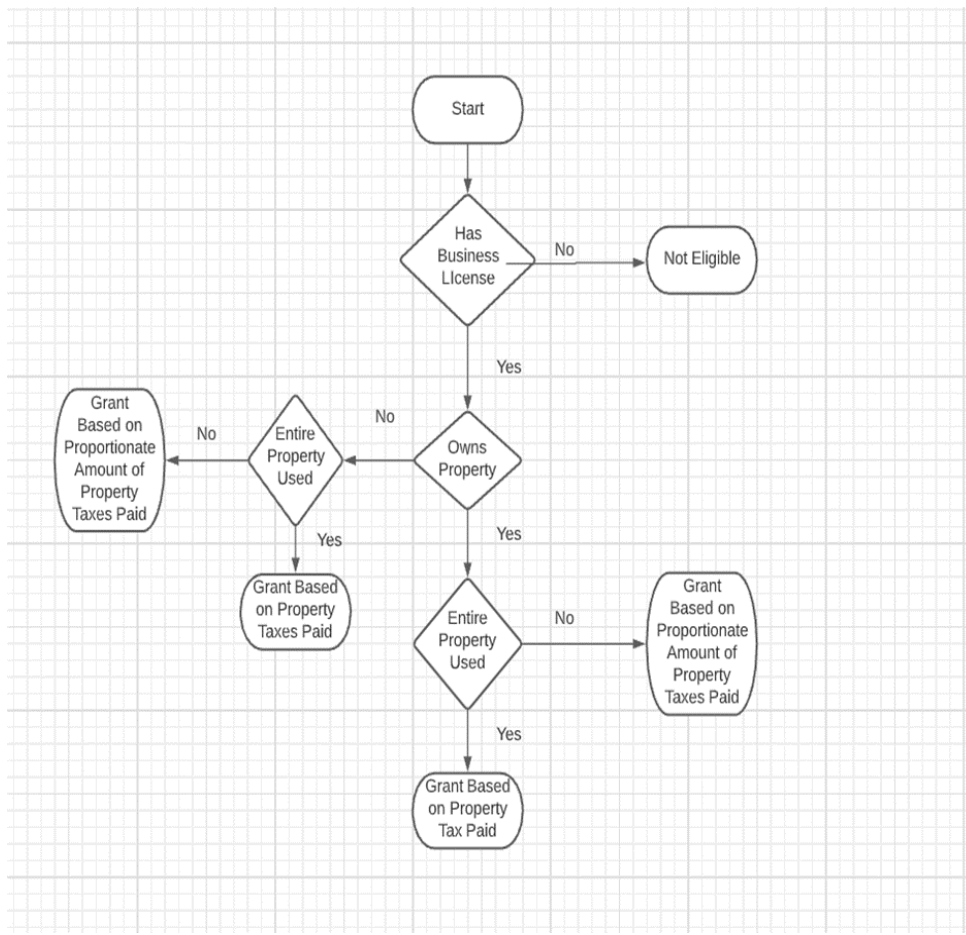 Start
Has
Business
LIcense
No
Not Eligible
Yes
Grant
Based on
Proportionate
Amount of
Property
Taxes Paid
No
Entire
Property
Used
No
Owns
Property
Yes
Grant Based
on Property
Taxes Paid
Yes
Entire
Property
Used
No
Grant
Based on
Proportionate
Amount of
Property
Taxes Paid
Yes
Grant Based
on Property
Tax Paid